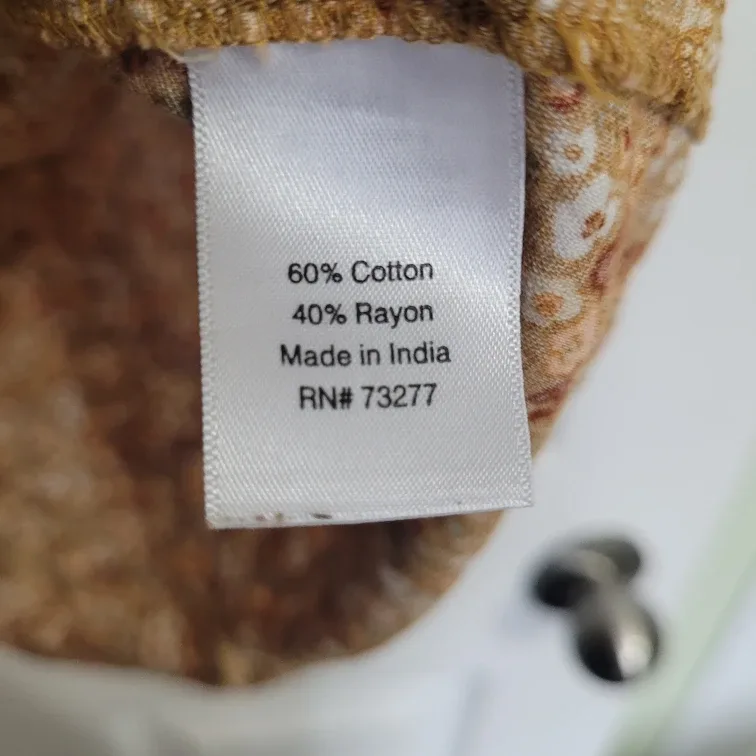 60% Cotton
40% Rayon
Made in India
RN# 73277